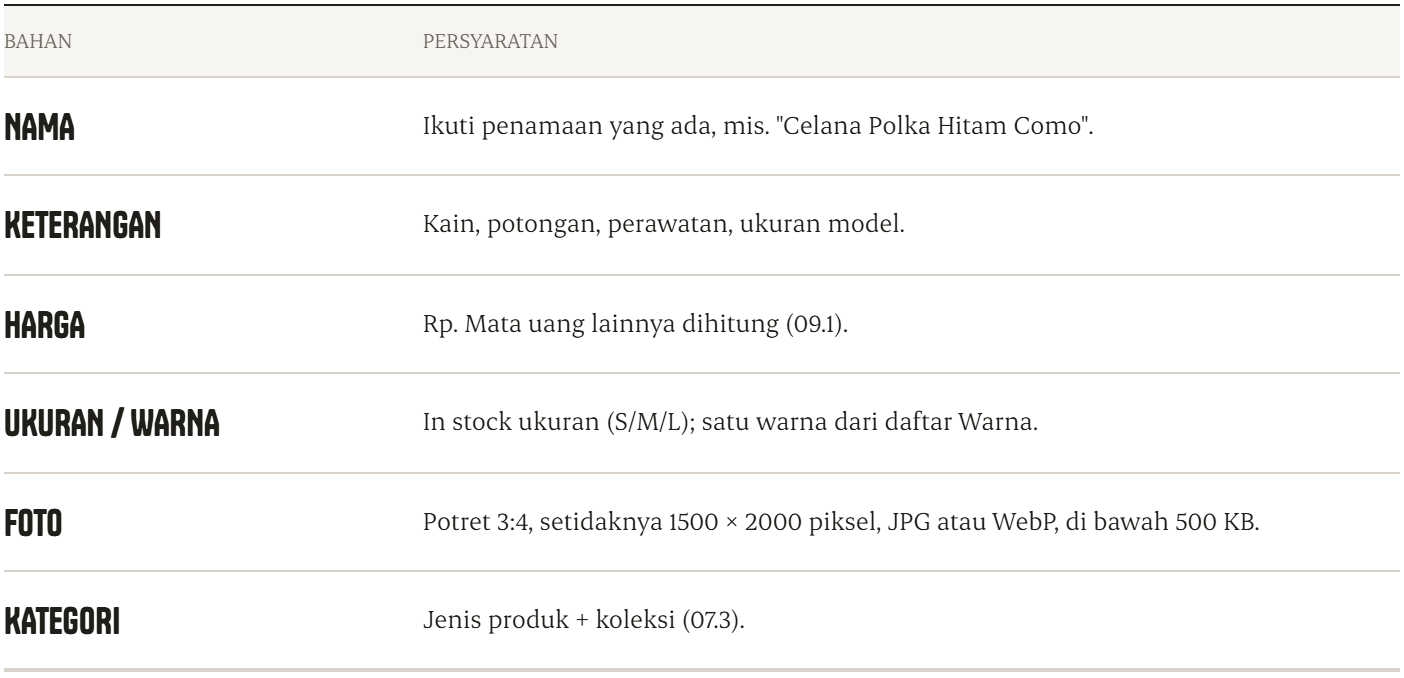 BAHAN PERSYARATAN
NAMA Ikuti penamaan yang ada, mis. "Celana Polka Hitam Como".
KETERANGAN Kain, potongan, perawatan, ukuran model.
HARGA Rp. Mata uang lainnya dihitung (09.1).
UKURAN / WARNA In stock ukuran (S/M/L); satu warna dari daftar Warna.
FOTO Potret 3:4, setidaknya 1500 × 2000 piksel, JPG atau WebP, di bawah 500 KB.
KATEGORI Jenis produk + koleksi (07.3).